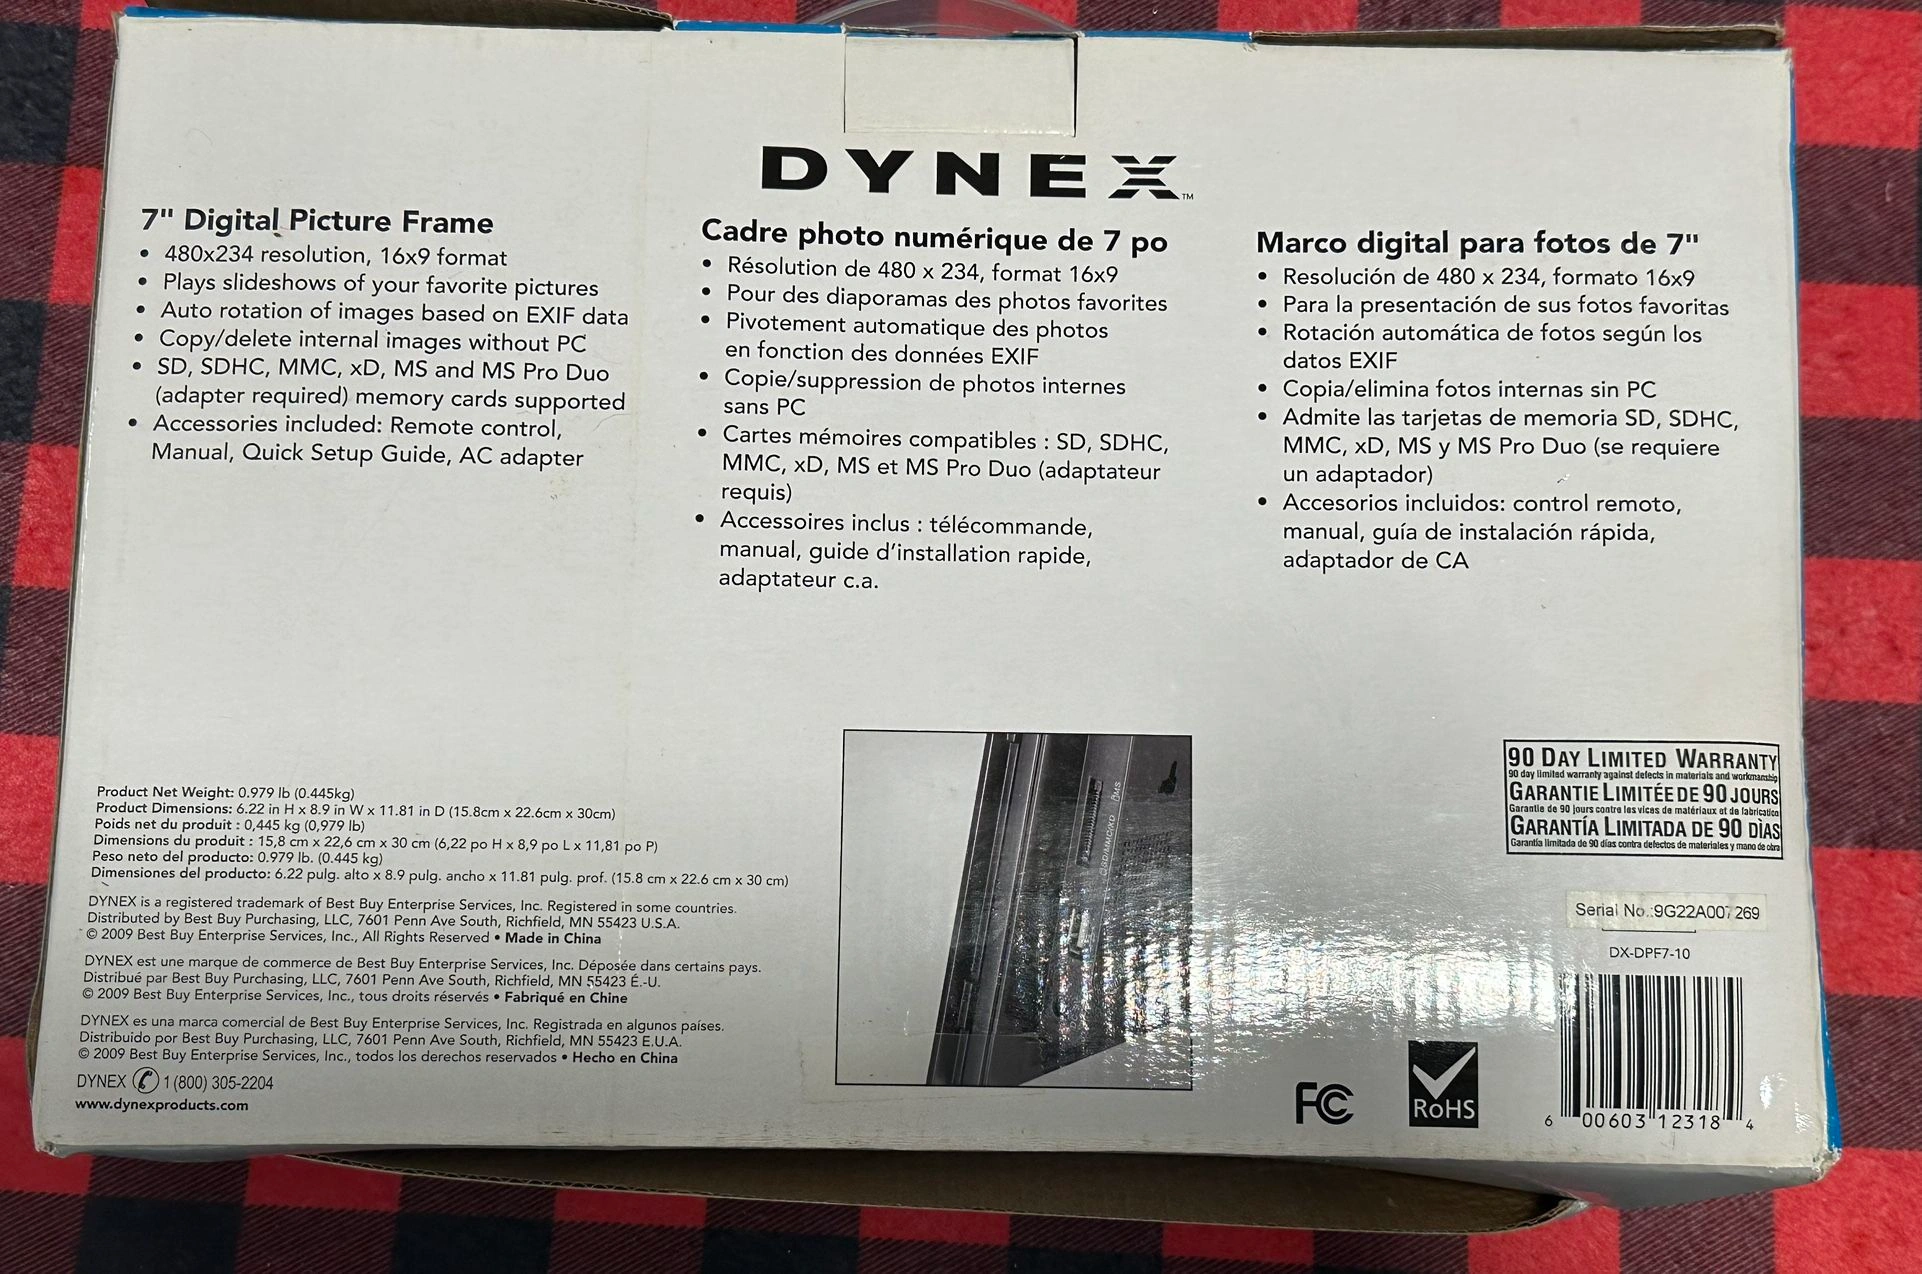 DYNEX™
7" Digital Picture Frame
• 480x234 resolution, 16x9 format
• Plays slideshows of your favorite pictures
• Auto rotation of images based on EXIF data
• Copy/delete internal images without PC
• SD, SDHC, MMC, xD, MS and MS Pro Duo
(adapter required) memory cards supported
• Accessories included: Remote control,
Manual, Quick Setup Guide, AC adapter
Cadre photo numérique de 7 po
• Résolution de 480 x 234, format 16x9
• Pour des diaporamas des photos favorites
• Pivotement automatique des photos
en fonction des données EXIF
• Copie/suppression de photos internes
sans PC
• Cartes mémoires compatibles : SD, SDHC,
MMC, xD, MS et MS Pro Duo (adaptateur
requis)
• Accessoires inclus : télécommande,
manual, guide d'installation rapide,
adaptateur c.a.
Marco digital para fotos de 7"
• Resolución de 480 x 234, formato 16x9
• Para la presentación de sus fotos favoritas
• Rotación automática de fotos según los
datos EXIF
• Copia/elimina fotos internas sin PC
• Admite las tarjetas de memoria SD, SDHC,
MMC, xD, MS y MS Pro Duo (se requiere
un adaptador)
• Accesorios incluidos: control remoto,
manual, guía de instalación rápida,
adaptador de CA
Product Net Weight: 0.979 lb (0.445kg)
Product Dimensions: 6.22 in H x 8.9 in W x 11.81 in D (15.8cm x 22.6cm x 30cm)
Poids net du produit : 0,445 kg (0,979 lb)
Dimensions du produit : 15,8 cm x 22,6 cm x 30 cm (6,22 po H x 8,9 po L x 11,81 po P)
Peso neto del producto: 0.979 lb. (0.445 kg)
Dimensiones del producto: 6.22 pulg. alto x 8.9 pulg. ancho x 11.81 pulg. prof. (15.8 cm x 22.6 cm x 30 cm)
DYNEX is a registered trademark of Best Buy Enterprise Services, Inc. Registered in some countries.
Distributed by Best Buy Purchasing, LLC, 7601 Penn Ave South, Richfield, MN 55423 U.S.A.
© 2009 Best Buy Enterprise Services, Inc., All Rights Reserved • Made in China
DYNEX est une marque de commerce de Best Buy Enterprise Services, Inc. Déposée dans certains pays.
Distribué par Best Buy Purchasing, LLC, 7601 Penn Ave South, Richfield, MN 55423 É.-U.
© 2009 Best Buy Enterprise Services, Inc., tous droits réservés • Fabriqué en Chine
DYNEX es una marca comercial de Best Buy Enterprise Services, Inc. Registrada en algunos países.
Distribuido por Best Buy Purchasing, LLC, 7601 Penn Ave South, Richfield, MN 55423 E.U.A.
© 2009 Best Buy Enterprise Services, Inc., todos los derechos reservados • Hecho en China
DYNEX 1 (800) 305-2204
www.dynexproducts.com
MS
SD/MMC/XD
90 DAY LIMITED WARRANTY
90 day limited warranty against defects in materials and workmanship
GARANTIE LIMITÉE DE 90 JOURS
Garantie de 90 jours contre les vices de matériaux et de fabrication
GARANTÍA LIMITADA DE 90 DÌAS
Garantía limitada de 90 días contra defectos de materiales y mano de obra
Serial No.:9G22A007269
DX-DPF7-10
FC
RoHS
6 00603 12318 4